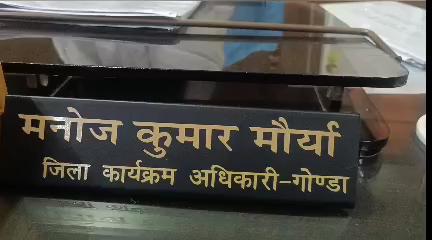 मनोज कुमार मौर्या
जिला कार्यक्रम अधिकारी-गोण्डा